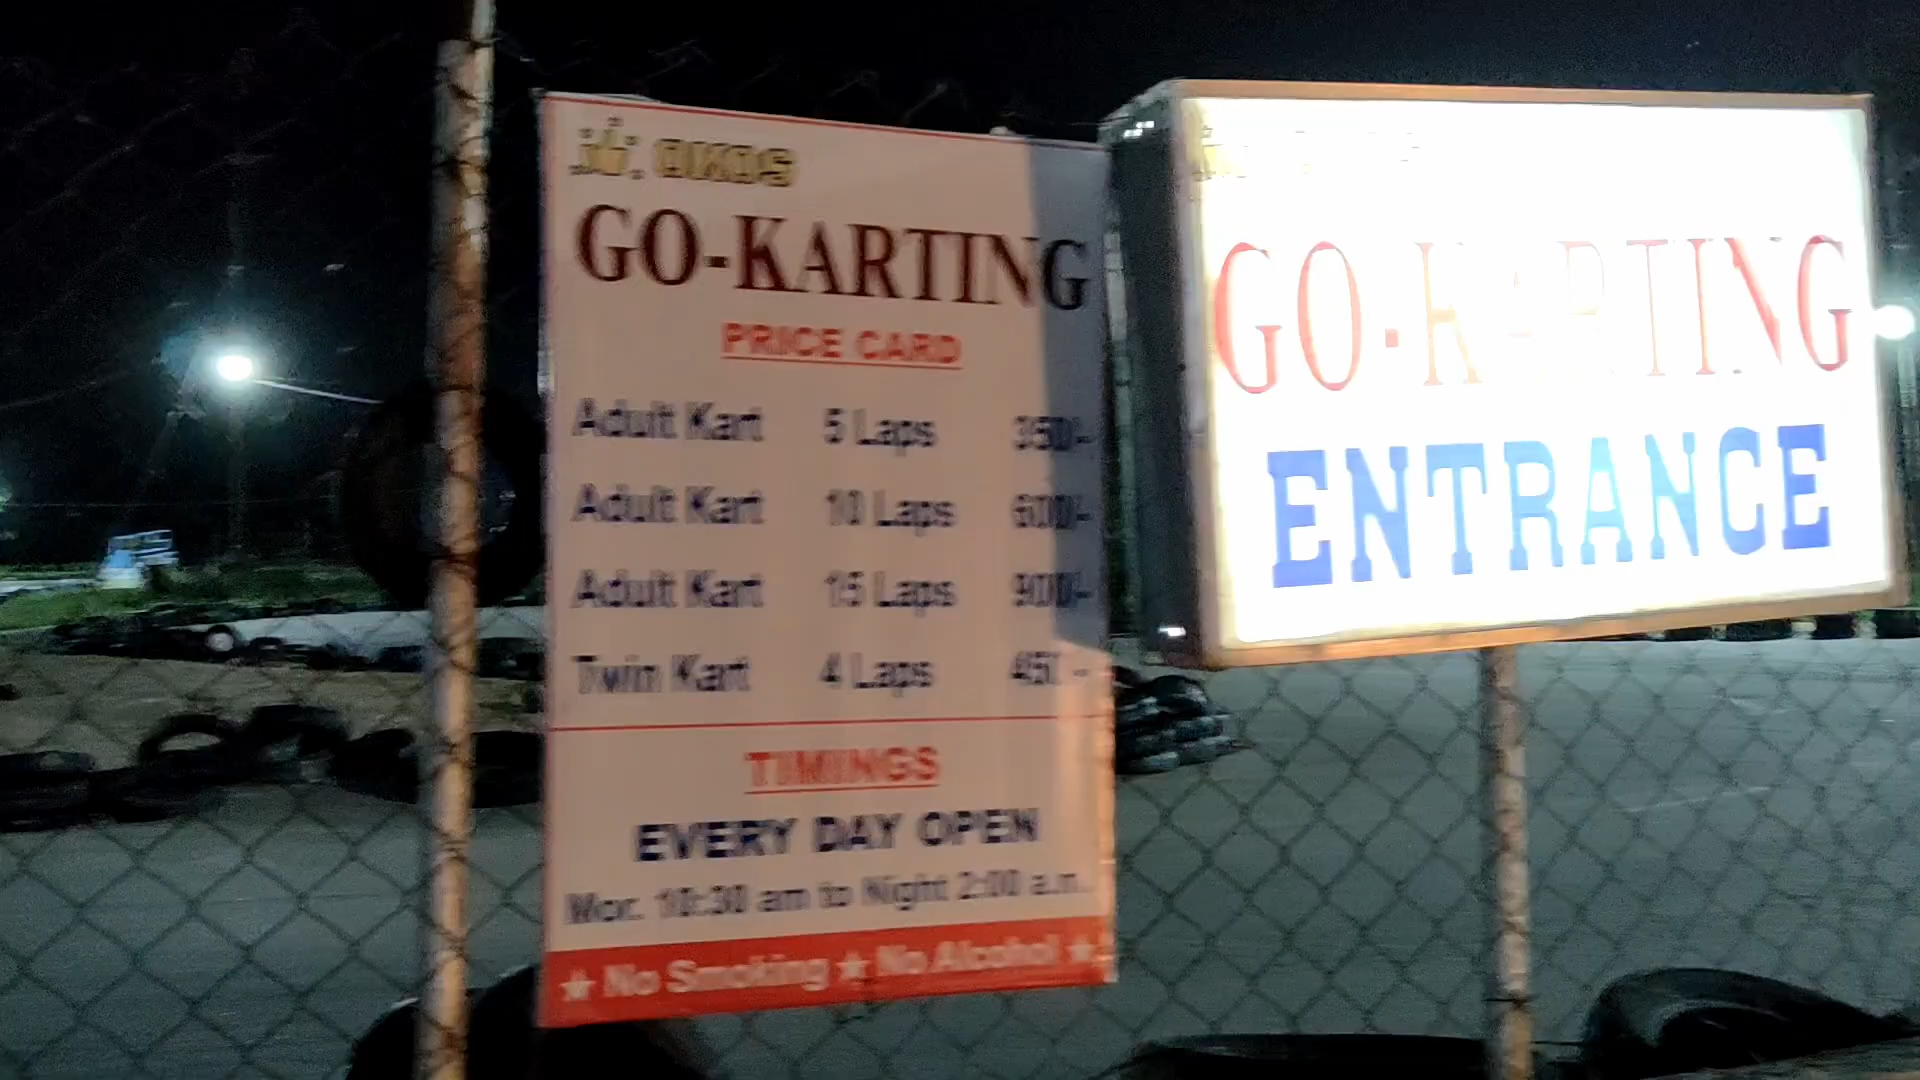 GO-KARTING
PRICE CARD
Adult Kart 5 Laps 350/-
Adult Kart 10 Laps 600/-
Adult Kart 15 Laps 900/-
Twin Kart 4 Laps
TIMINGS
EVERY DAY OPEN
Mor. 10:30 am to Night 2:00 a.m.
★ No Smoking ★ No Alcohol ★
GO-KARTING
ENTRANCE